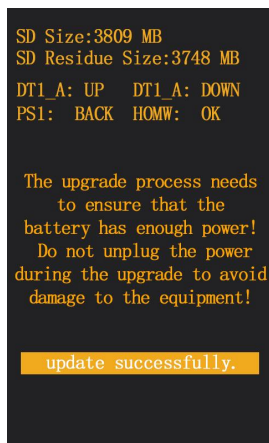 SD Size:3809 MB
SD Residue Size:3748 MB
DT1_A: UP DT1_A: DOWN
PS1: BACK HOMW: OK
The upgrade process needs
to ensure that the
battery has enough power!
Do not unplug the power
during the upgrade to avoid
damage to the equipment!
update successfully.